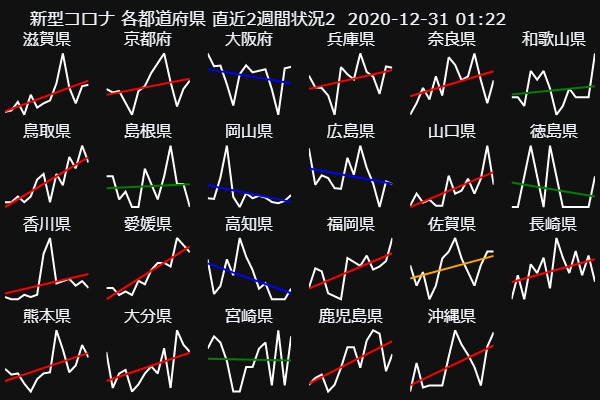 新型コロナ 各都道府県 直近2週間状況2 2020-12-31 01:22
滋賀県 京都府 大阪府 兵庫県 奈良県 和歌山県
鳥取県 島根県 岡山県 広島県 山口県 徳島県
香川県 愛媛県 高知県 福岡県 佐賀県 長崎県
熊本県 大分県 宮崎県 鹿児島県 沖縄県